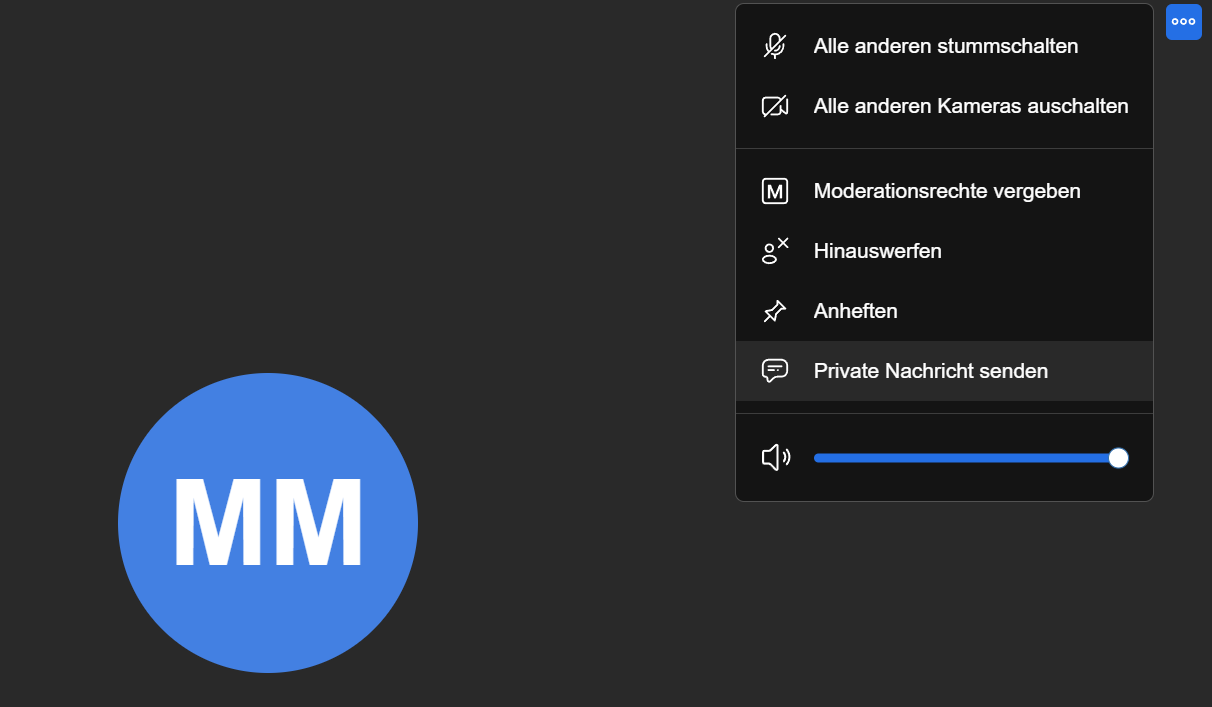 Alle anderen stummschalten
Alle anderen Kameras auschalten
M Moderationsrechte vergeben
Hinauswerfen
Anheften
Private Nachricht senden
MM